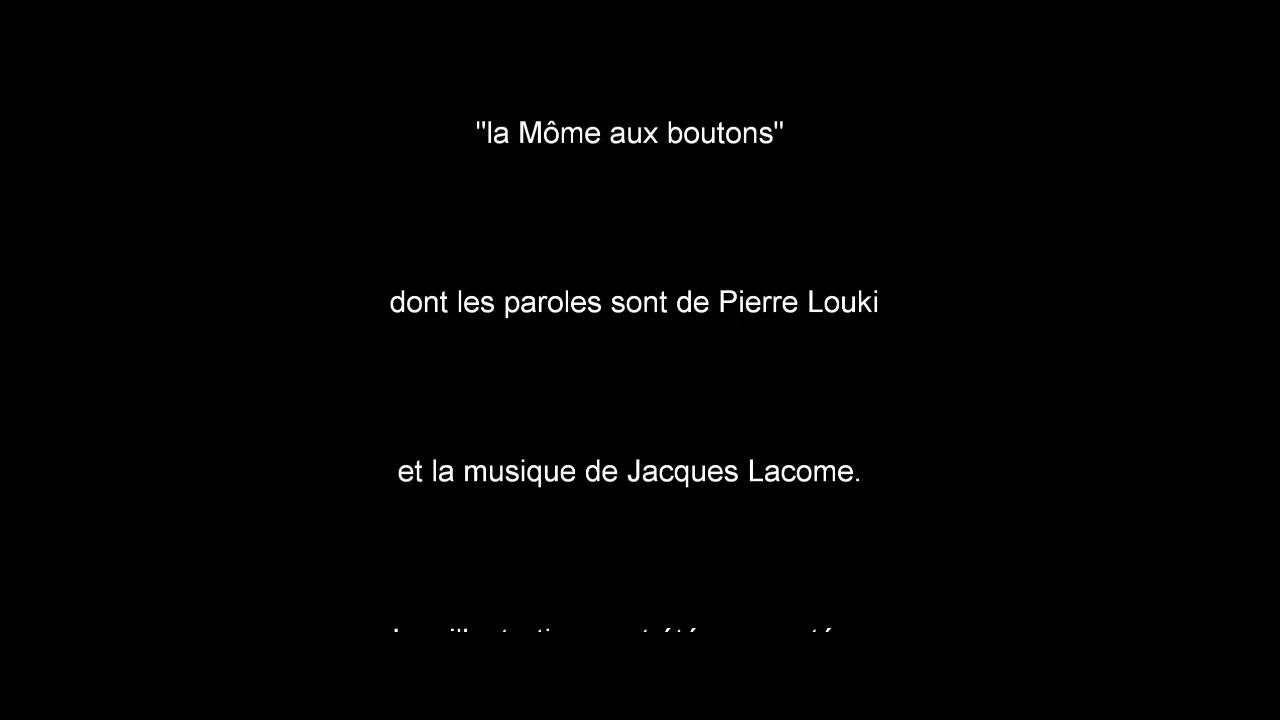 "la Môme aux boutons"
dont les paroles sont de Pierre Louki
et la musique de Jacques Lacome.